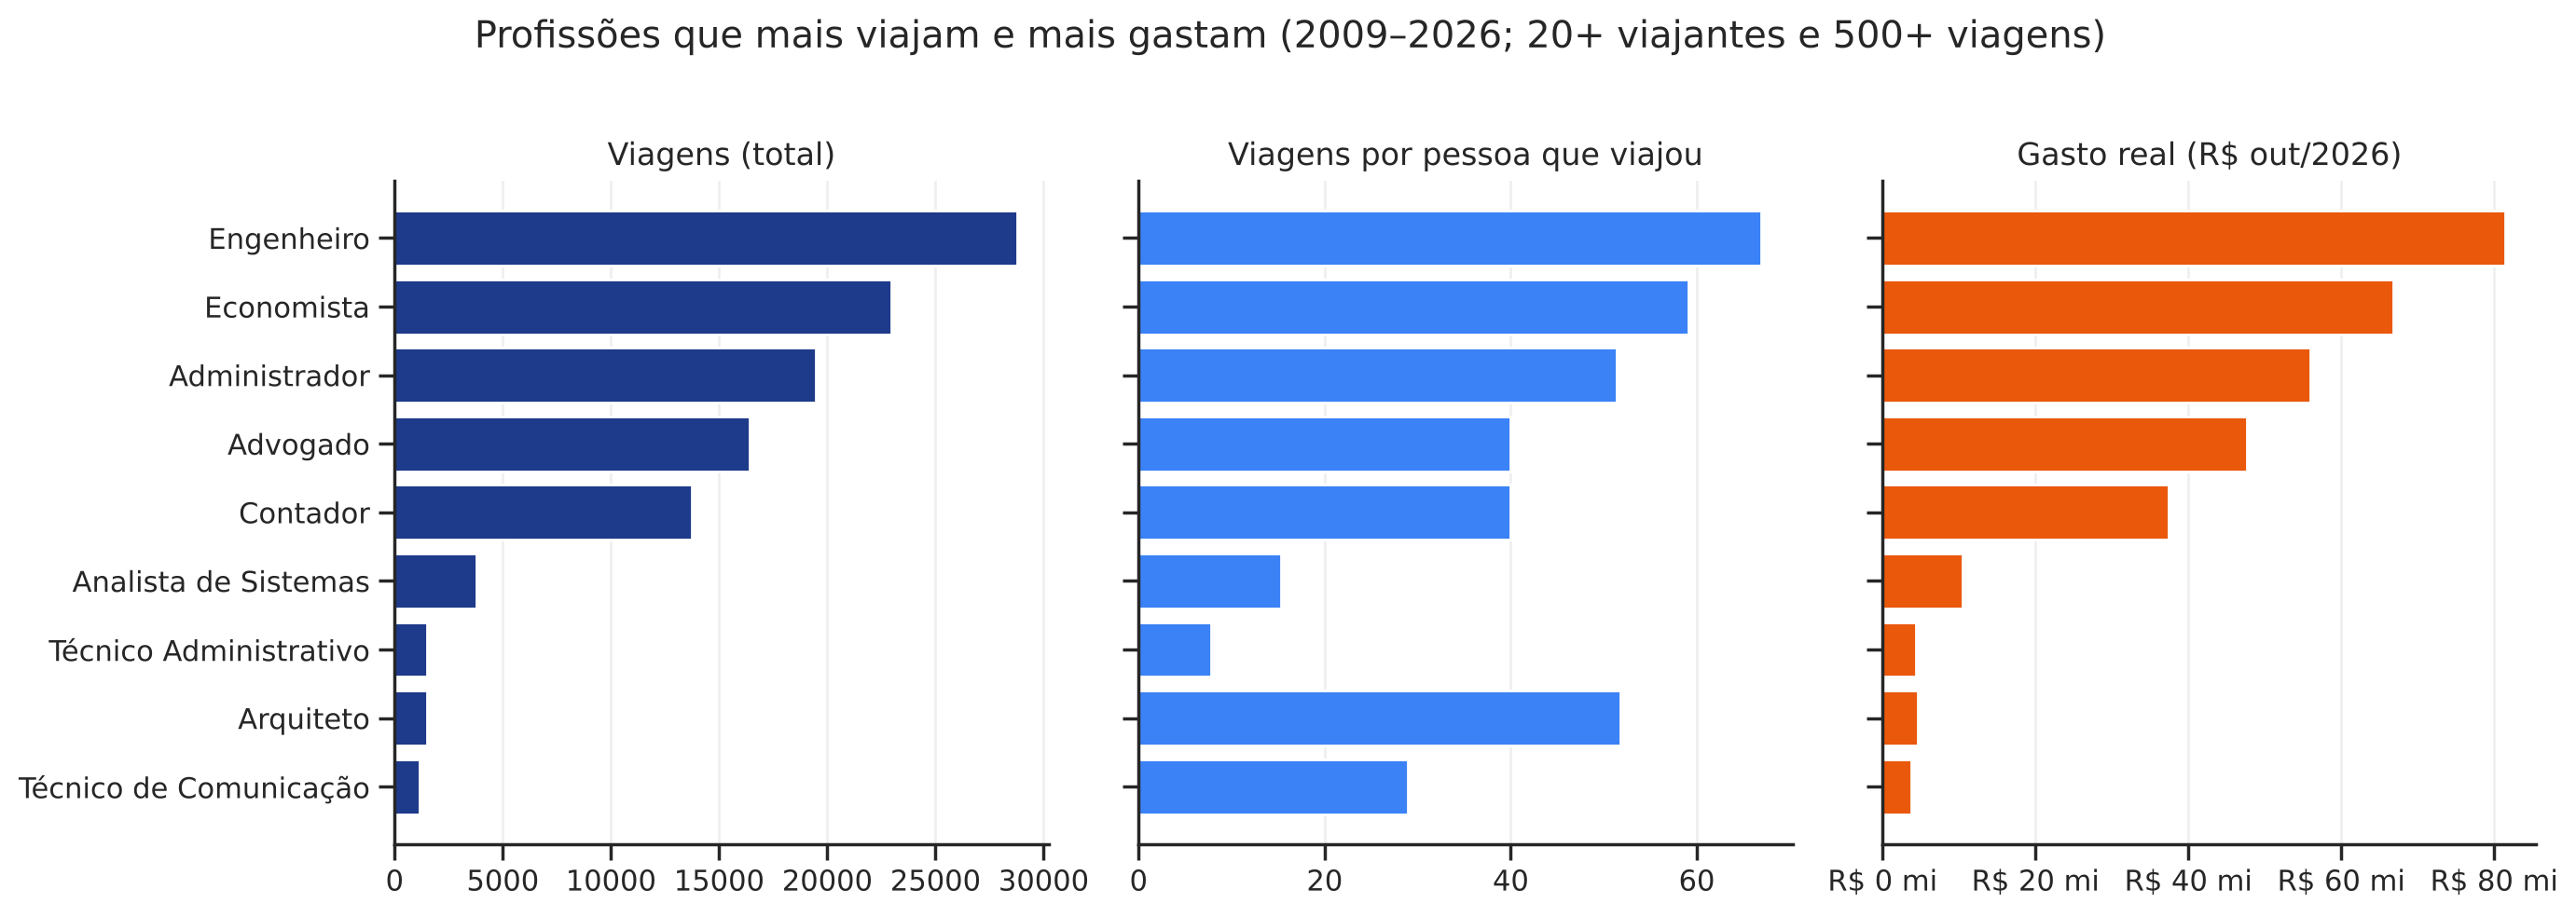 Profissões que mais viajam e mais gastam (2009–2026; 20+ viajantes e 500+ viagens)
Viagens (total)
Viagens por pessoa que viajou
Gasto real (R$ out/2026)
Engenheiro
Economista
Administrador
Advogado
Contador
Analista de Sistemas
Técnico Administrativo
Arquiteto
Técnico de Comunicação
0 5000 10000 15000 20000 25000 30000
0 20 40 60
R$ 0 mi R$ 20 mi R$ 40 mi R$ 60 mi R$ 80 mi